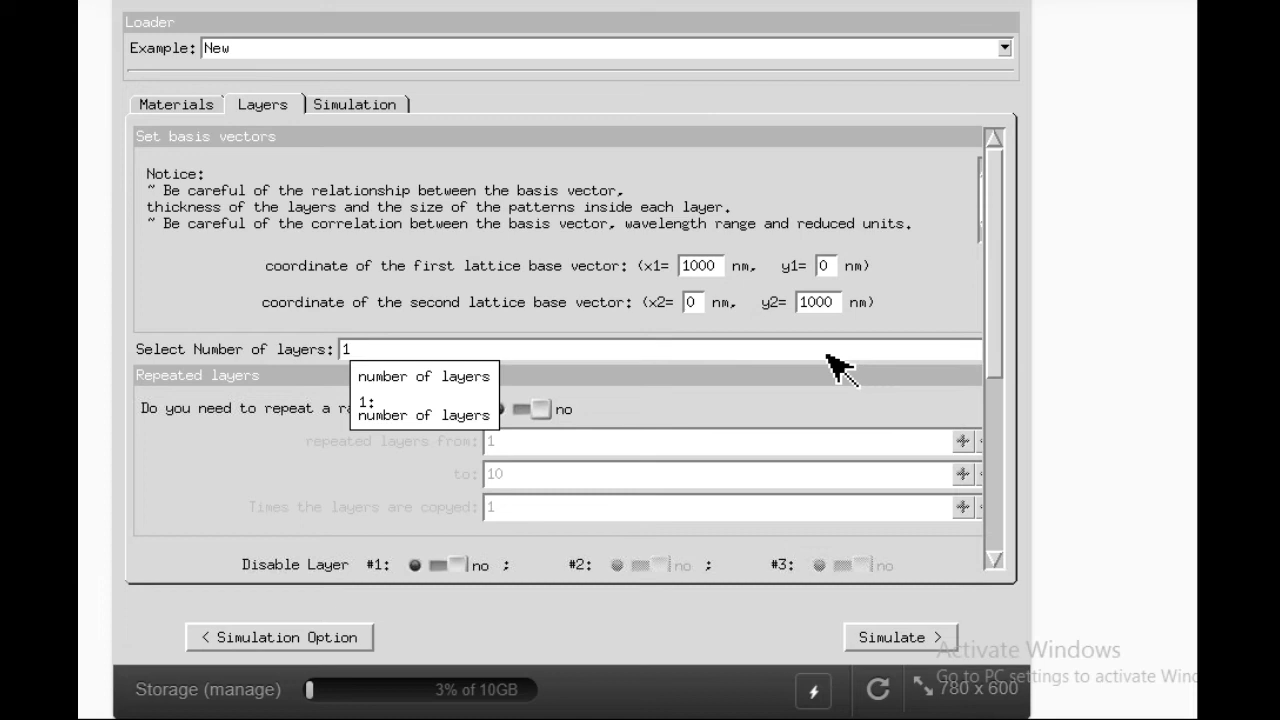 Loader
Example: New
Materials Layers Simulation
Set basis vectors
Notice:
~ Be careful of the relationship between the basis vector,
thickness of the layers and the size of the patterns inside each layer.
~ Be careful of the correlation between the basis vector, wavelength range and reduced units.
coordinate of the first lattice base vector: (x1= 1000 nm, y1= 0 nm)
coordinate of the second lattice base vector: (x2= 0 nm, y2= 1000 nm)
Select Number of layers: 1
number of layers
1:
number of layers
Repeated layers
Do you need to repeat a no
repeated layers from: 1
to: 10
Times the layers are copyed: 1
Disable Layer #1: no ; #2: no ; #3: no
< Simulation Option Simulate >
Activate Windows
Go to PC settings to activate
Storage (manage) 3% of 10GB 780 x 600